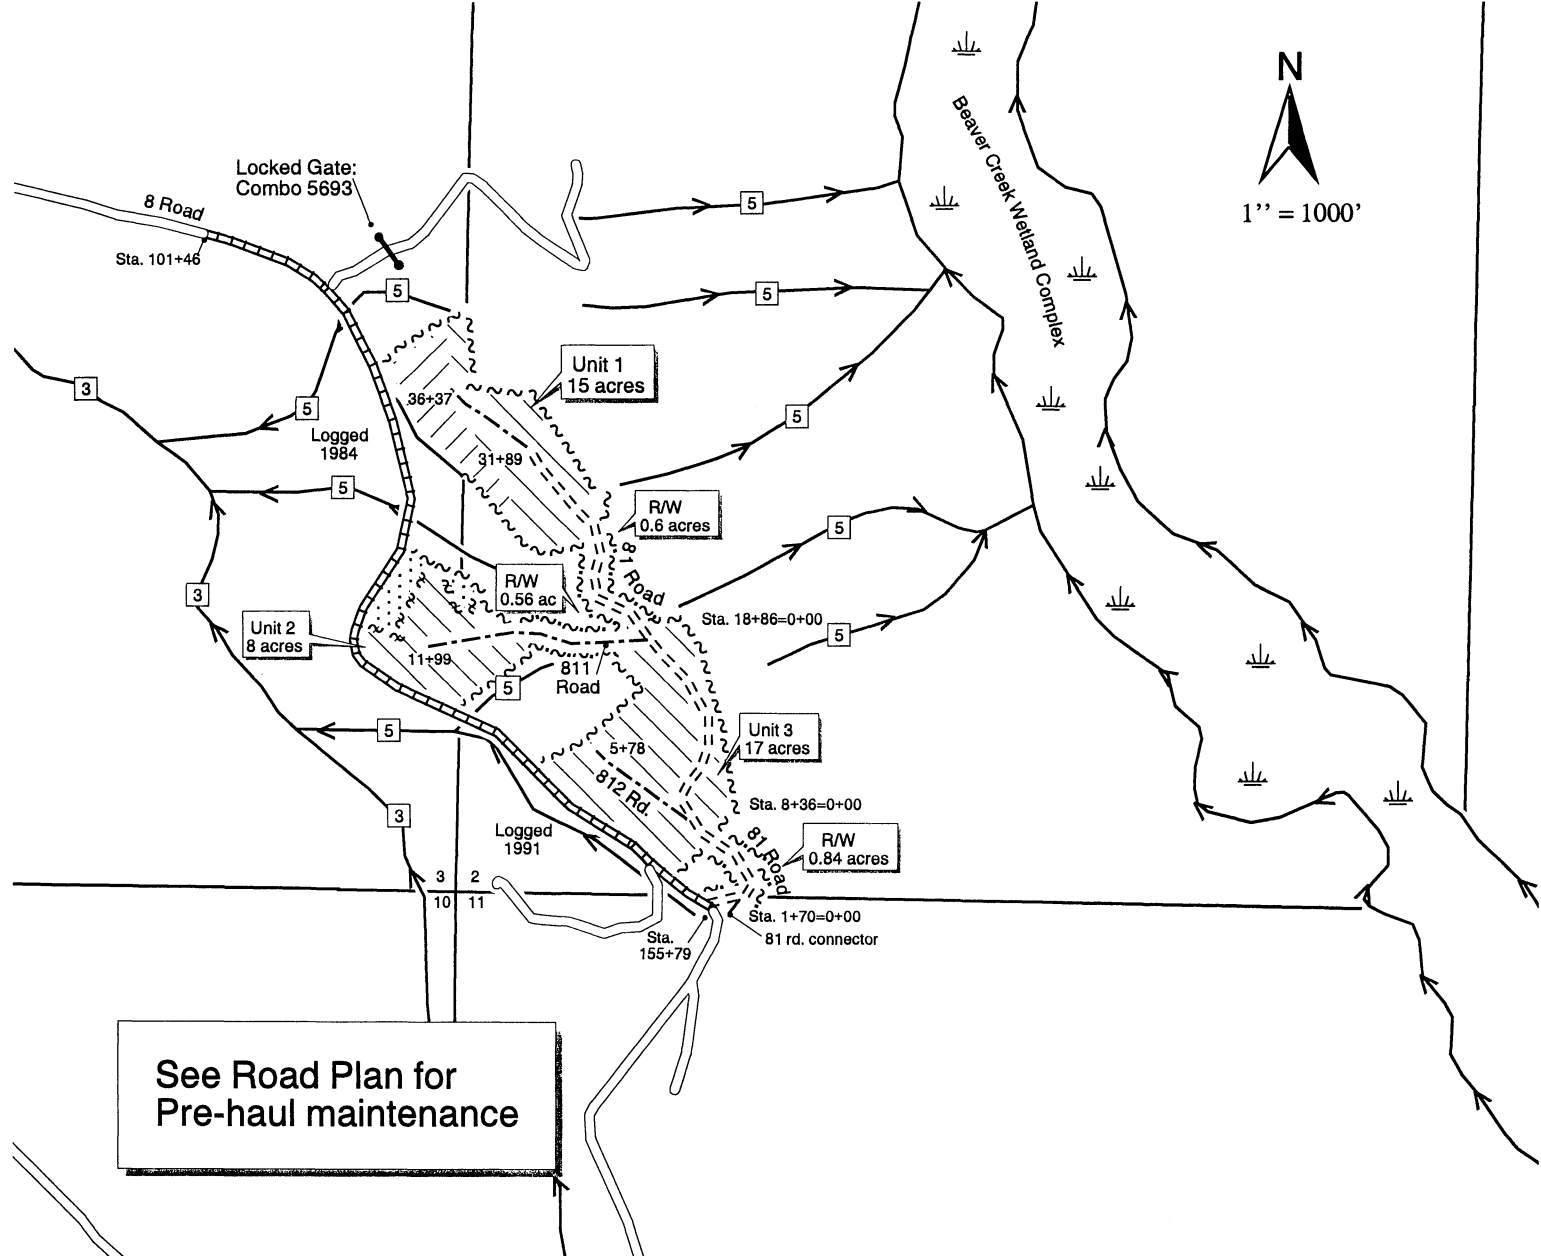 N
1'' = 1000'
Beaver Creek Wetland Complex
Locked Gate:
Combo 5693
8 Road
Sta. 101+46
5
5
5
5
3
Unit 1
15 acres
36+37
5
Logged
1984
5
31+89
5
R/W
0.6 acres
5
81 Road
R/W
0.56 ac
3
Sta. 18+86=0+00
Unit 2
8 acres
5
11+99
811
Road
5
5
Unit 3
17 acres
5+78
812 Rd.
Sta. 8+36=0+00
3
Logged
1991
81 Road
R/W
0.84 acres
3 2
10 11
Sta. 1+70=0+00
Sta.
155+79
81 rd. connector
See Road Plan for
Pre-haul maintenance